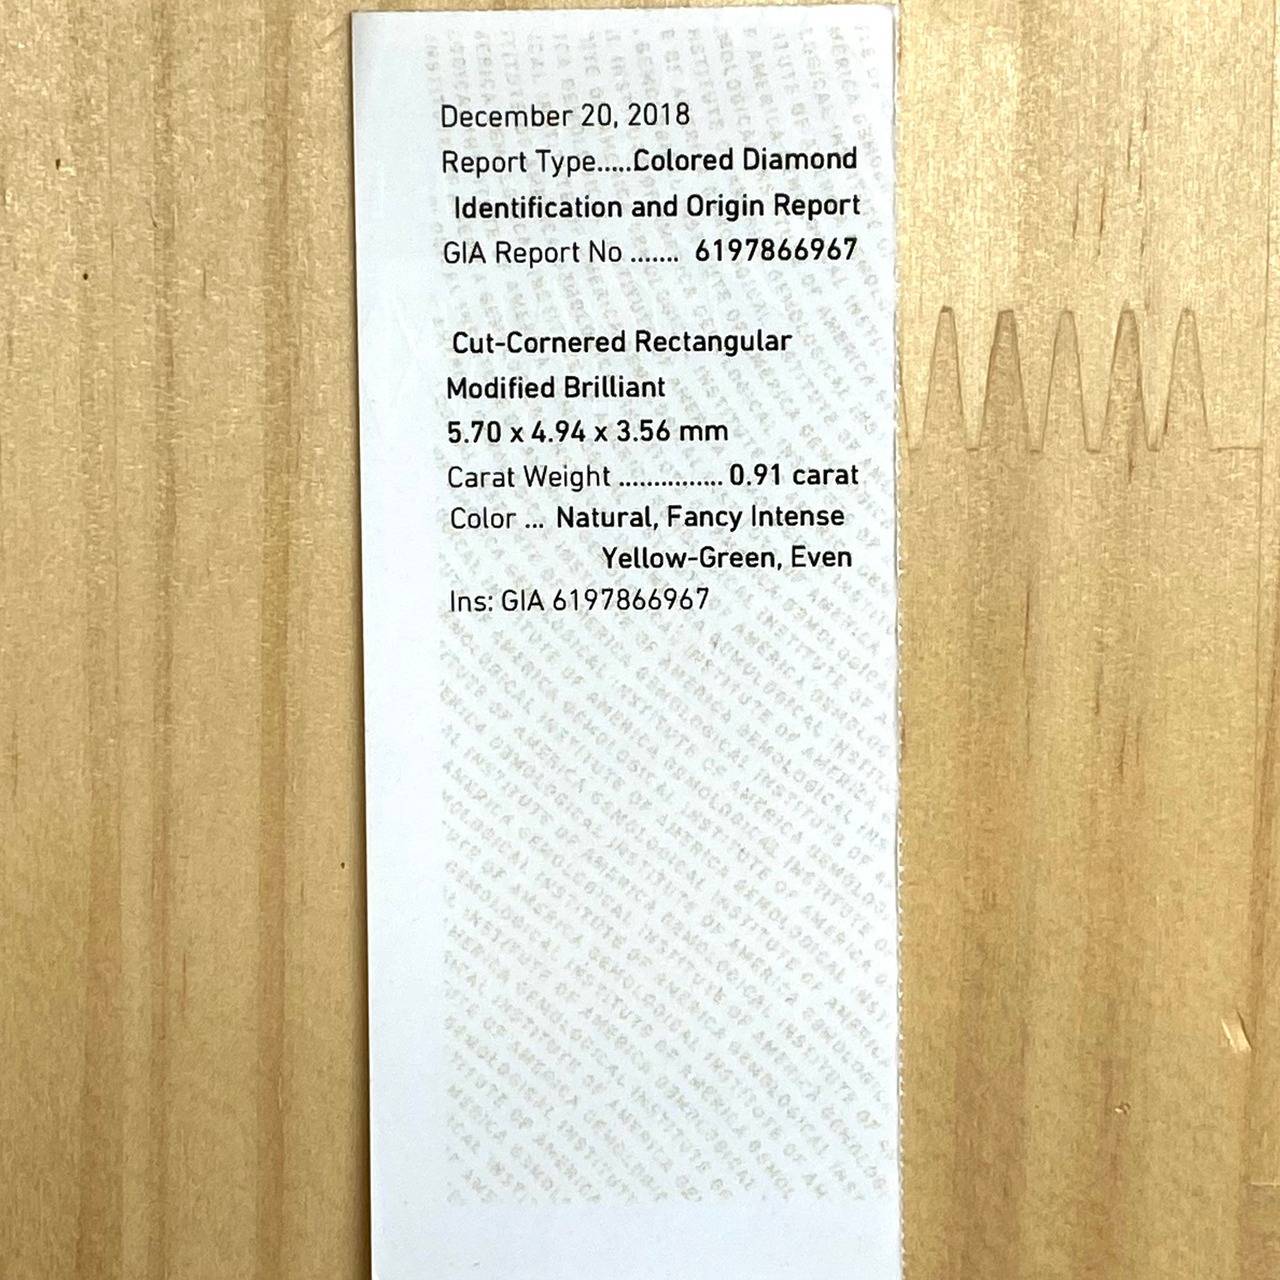 December 20, 2018
Report Type.....Colored Diamond
Identification and Origin Report
GIA Report No ....... 6197866967
Cut-Cornered Rectangular
Modified Brilliant
5.70 x 4.94 x 3.56 mm
Carat Weight ............... 0.91 carat
Color ... Natural, Fancy Intense
Yellow-Green, Even
Ins: GIA 6197866967